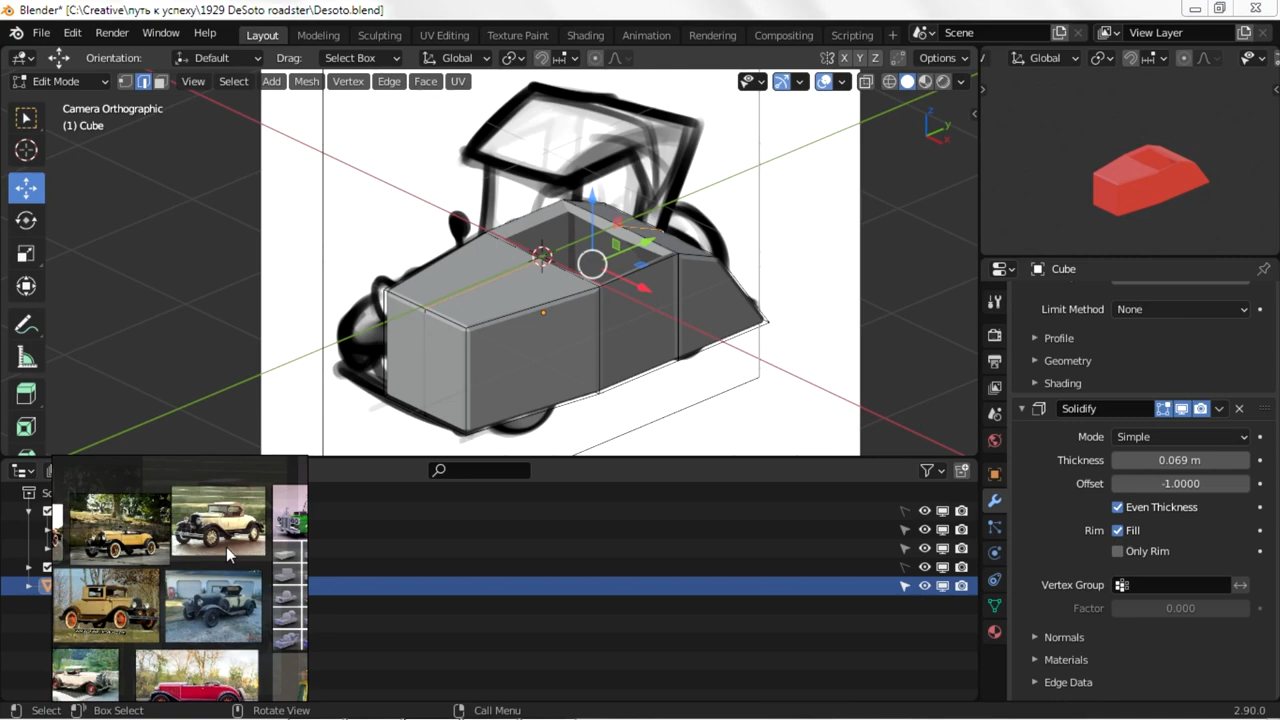 Blender* [C:\Creative\путь к успеху\1929 DeSoto roadster\Desoto.blend]
File Edit Render Window Help Layout Modeling Sculpting UV Editing Texture Paint Shading Animation Rendering Compositing Scripting + Scene View Layer
Orientation: Default Drag: Select Box Global X Y Z Options Global
Edit Mode View Select Add Mesh Vertex Edge Face UV
Camera Orthographic
(1) Cube
z
y
x
Cube
Limit Method None
Profile
Geometry
Shading
Solidify
Mode Simple
Thickness 0.069 m
Offset -1.0000
Even Thickness
Rim Fill
Only Rim
Vertex Group
Factor 0.000
Normals
Materials
Edge Data
Select Box Select Rotate View Call Menu 2.90.0